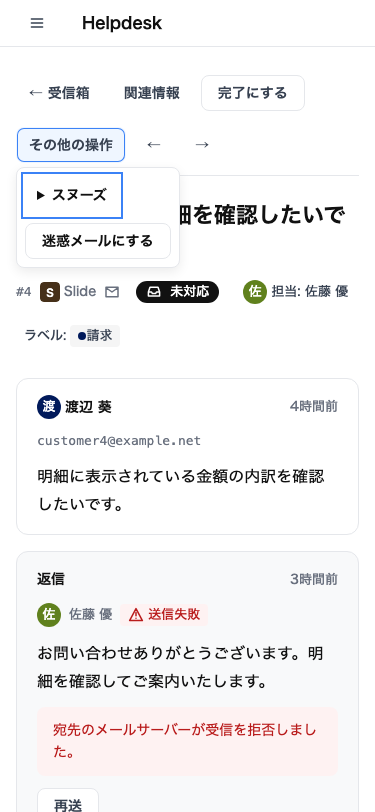 Helpdesk
← 受信箱
関連情報
完了にする
その他の操作
←
→
▶ スヌーズ
細を確認したいで
迷惑メールにする
#4
S Slide
未対応
佐 担当: 佐藤 優
ラベル: 請求
渡 渡辺 葵
4時間前
customer4@example.net
明細に表示されている金額の内訳を確認
したいです。
返信
3時間前
佐 佐藤 優
送信失敗
お問い合わせありがとうございます。明
細を確認してご案内いたします。
宛先のメールサーバーが受信を拒否しまし
た。
再送